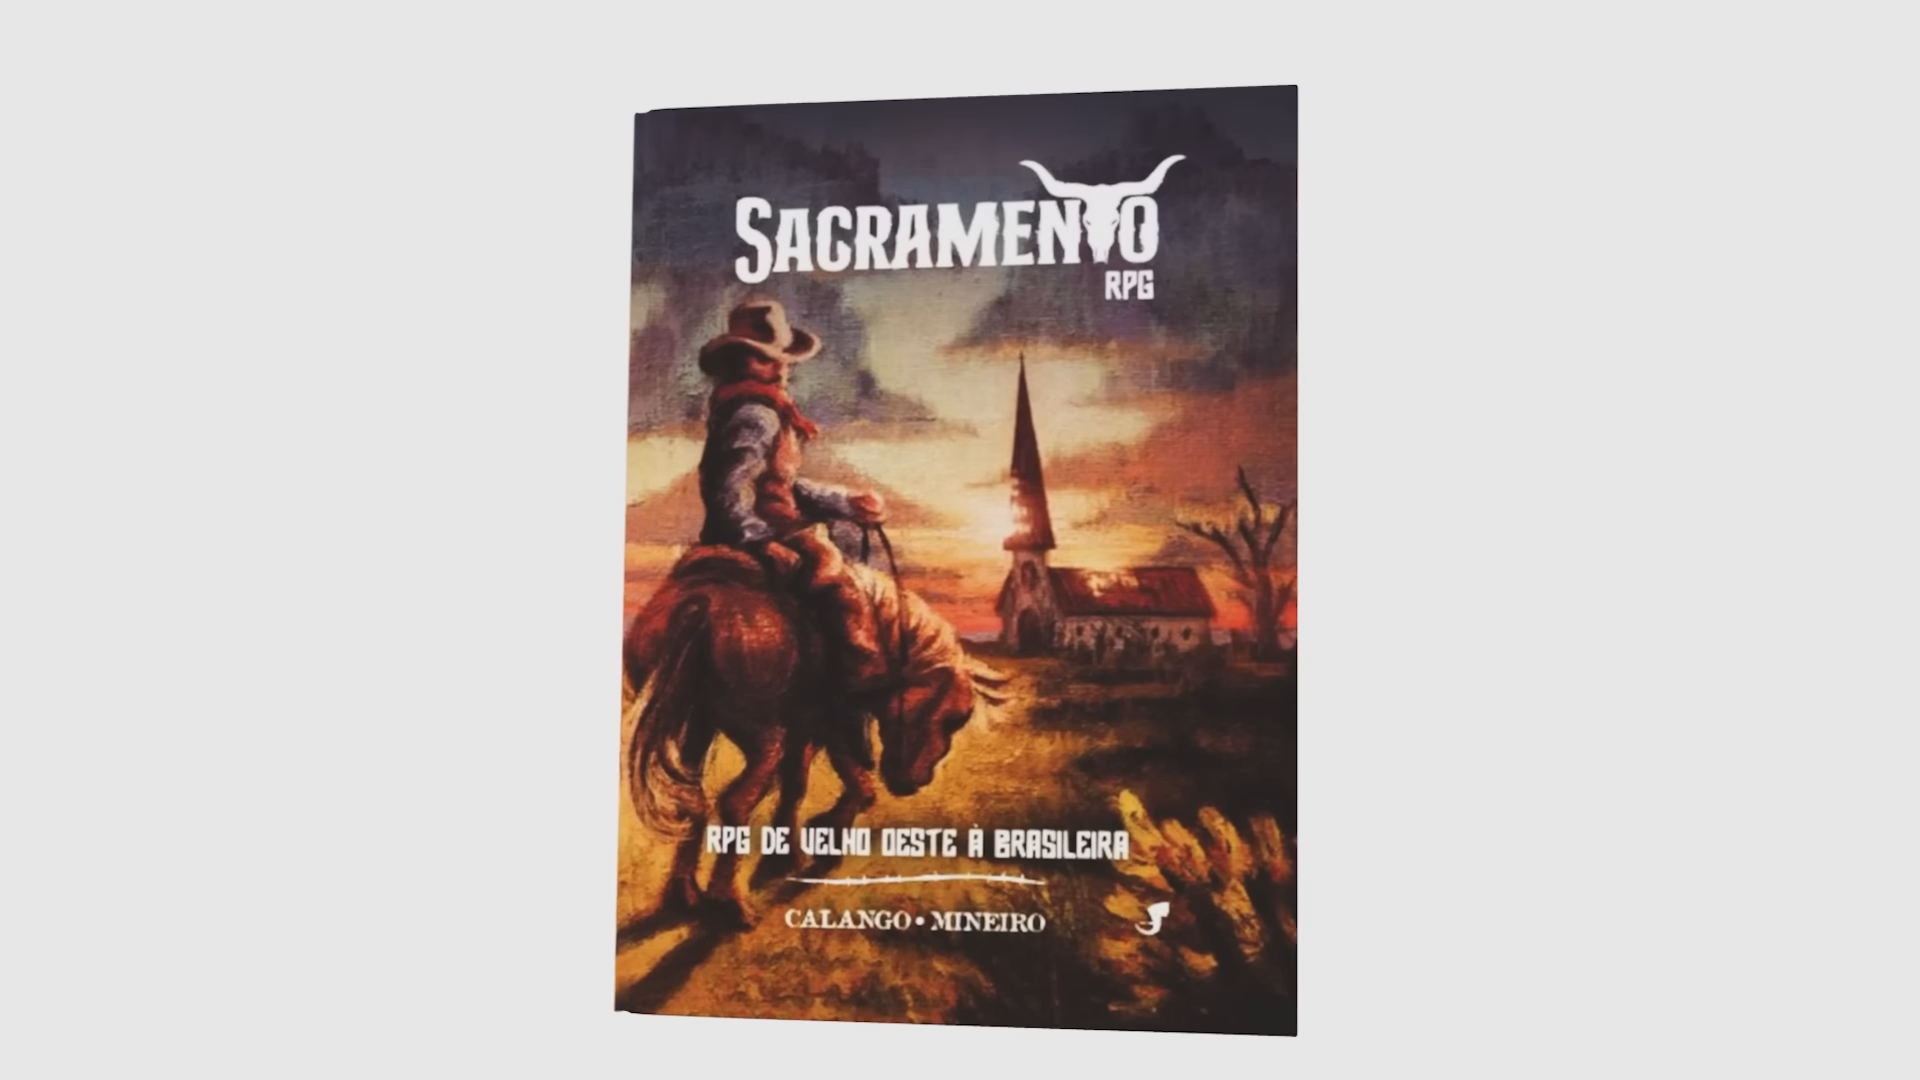 SACRAMENTO
RPG
RPG DE VELHO OESTE À BRASILEIRA
CALANGO • MINEIRO